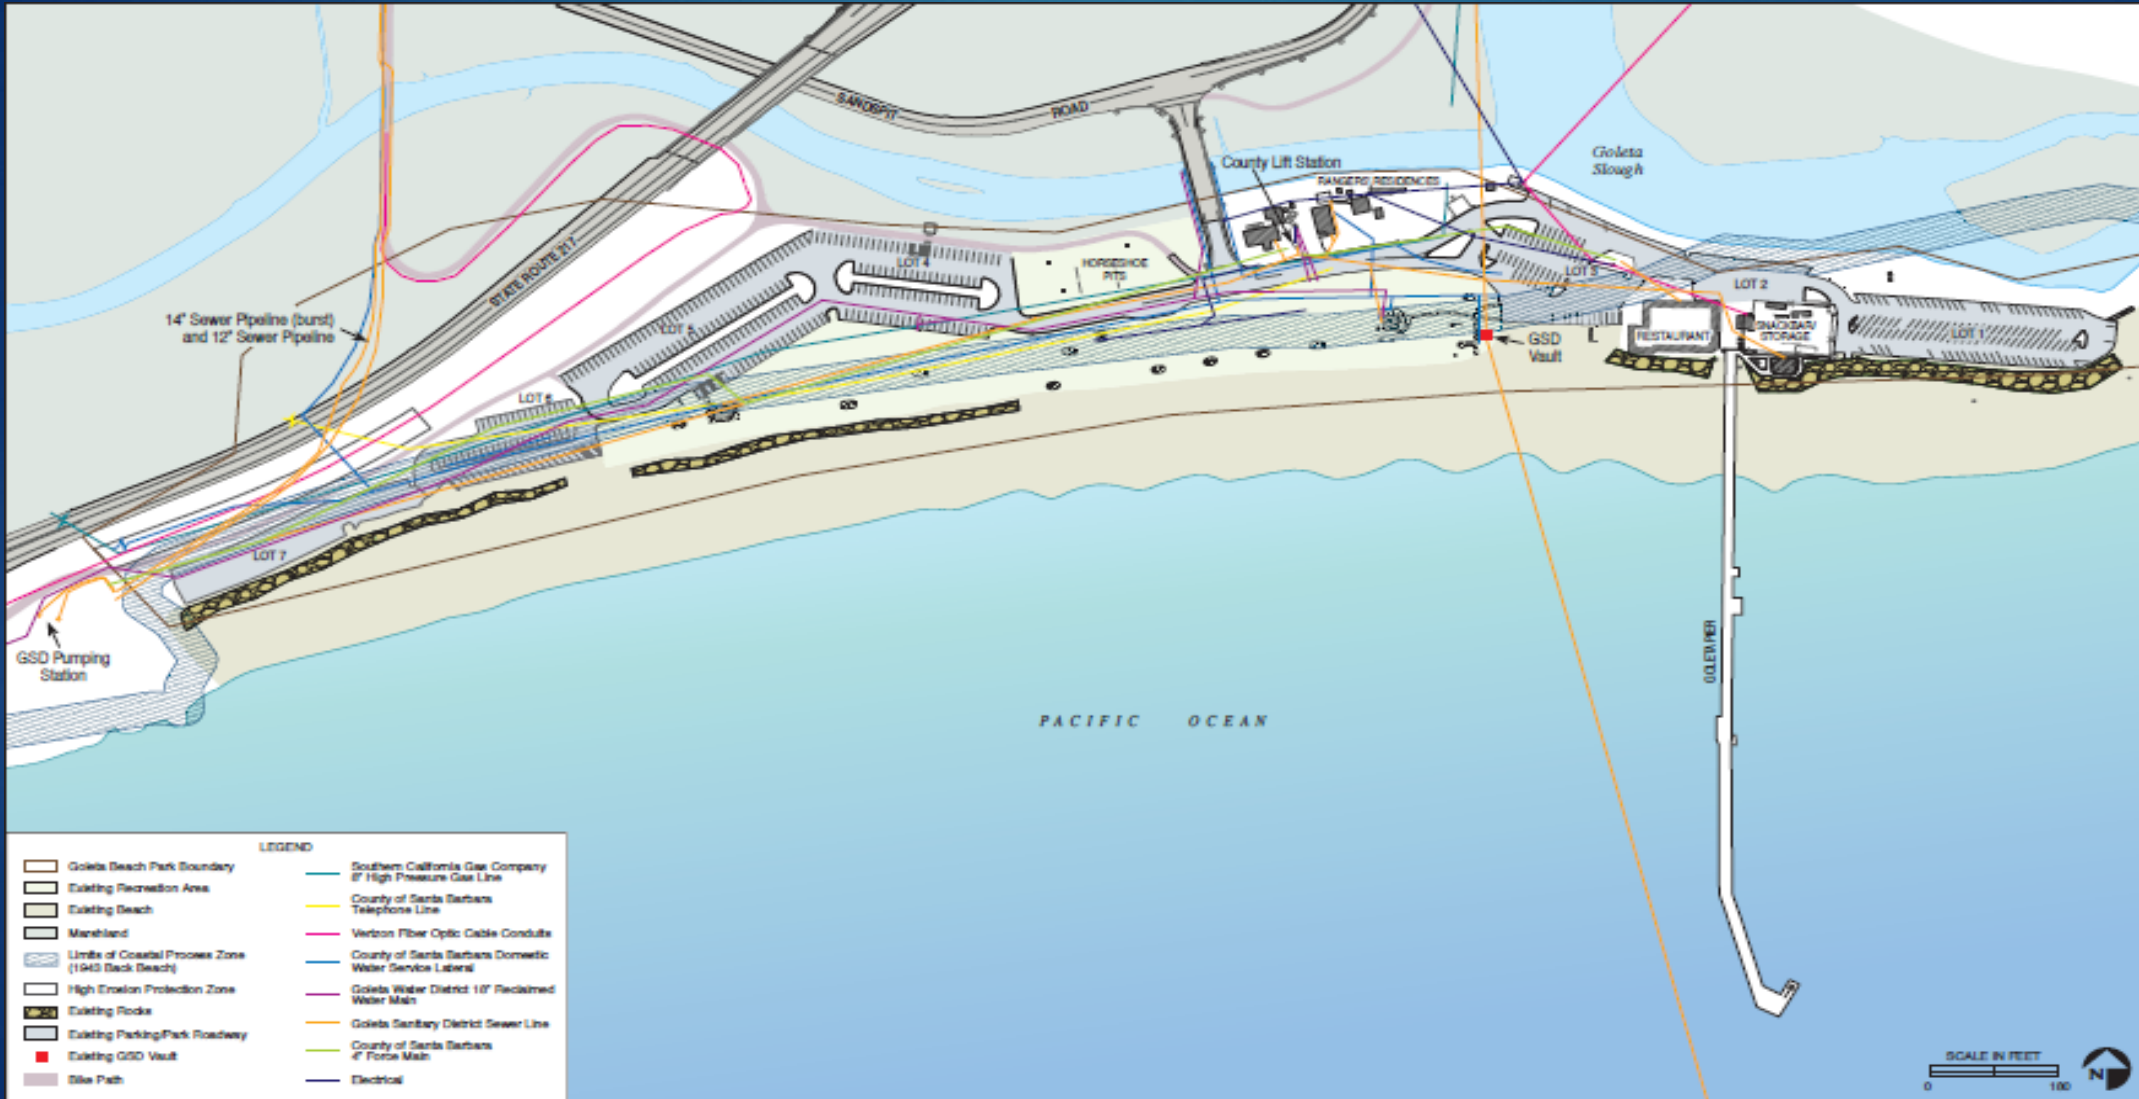 SANDSPIT
ROAD
Goleta
Slough
County Lift Station
RANGERS RESIDENCES
STATE ROUTE 217
LOT 4
HORSESHOE
PITS
LOT 3
LOT 2
14" Sewer Pipeline (burst)
and 12" Sewer Pipeline
LOT 5
RESTAURANT
SNACKBAR/
STORAGE
LOT 1
GSD
Vault
LOT 6
LOT 7
GSD Pumping
Station
GOLETA PIER
PACIFIC OCEAN
LEGEND
Goleta Beach Park Boundary
Existing Recreation Area
Existing Beach
Marshland
Limits of Coastal Process Zone
(1943 Back Beach)
High Erosion Protection Zone
Existing Rocks
Existing Parking/Park Roadway
Existing GSD Vault
Bike Path
Southern California Gas Company
8" High Pressure Gas Line
County of Santa Barbara
Telephone Line
Verizon Fiber Optic Cable Conduits
County of Santa Barbara Domestic
Water Service Lateral
Goleta Water District 18" Reclaimed
Water Main
Goleta Sanitary District Sewer Line
County of Santa Barbara
4" Force Main
Electrical
SCALE IN FEET
0 180
N